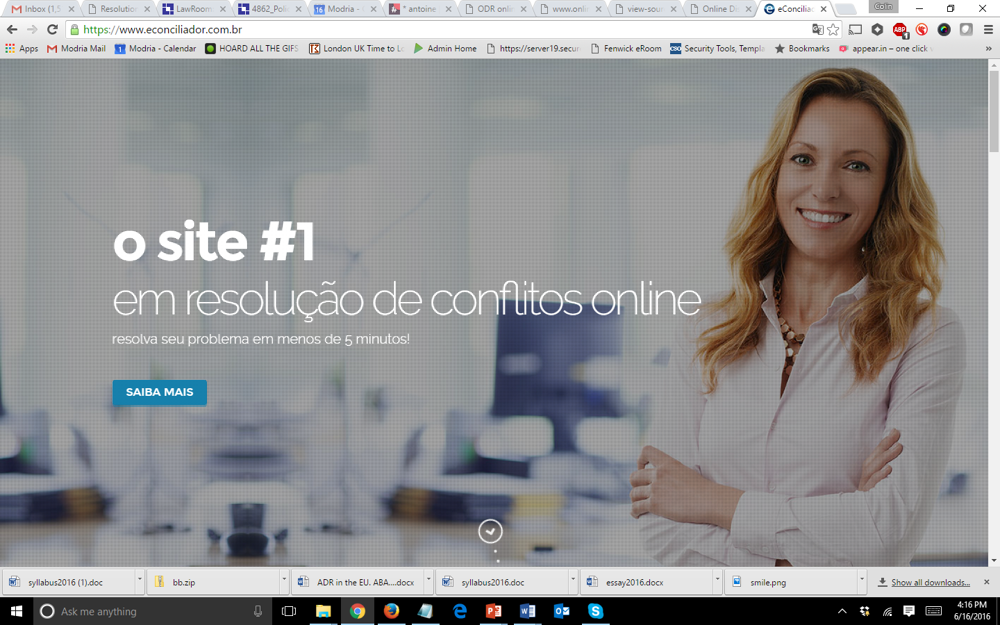 Inbox (1,5
Resolution
LawRoom
4862_Poli
Modria -
* antoine
ODR onli
www.onli
view-sour
Online Di
eConcilia
Colin
https://www.econciliador.com.br
Apps
Modria Mail
Modria - Calendar
HOARD ALL THE GIFS
London UK Time to Lo
Admin Home
https://server19.secur
Fenwick eRoom
Security Tools, Templa
Bookmarks
appear.in – one click
o site #1
em resolução de conflitos online
resolva seu problema em menos de 5 minutos!
SAIBA MAIS
syllabus2016 (1).doc
bb.zip
ADR in the EU. ABA....docx
syllabus2016.doc
essay2016.docx
smile.png
Show all downloads...
Ask me anything
4:16 PM
6/16/2016